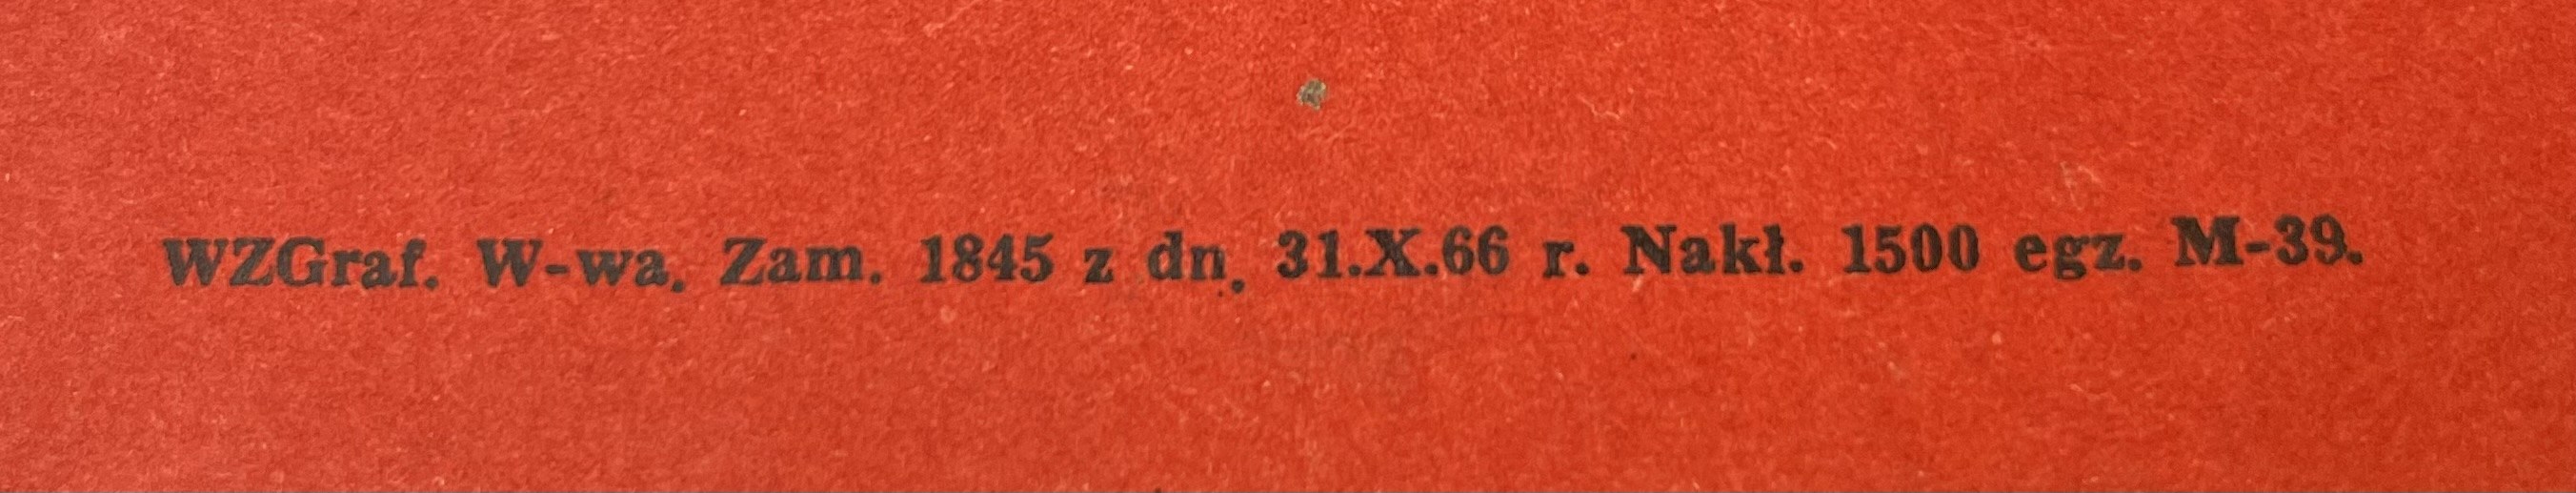 WZGraf. W-wa. Zam. 1845 z dn. 31.X.66 r. Nakł. 1500 egz. M-39.